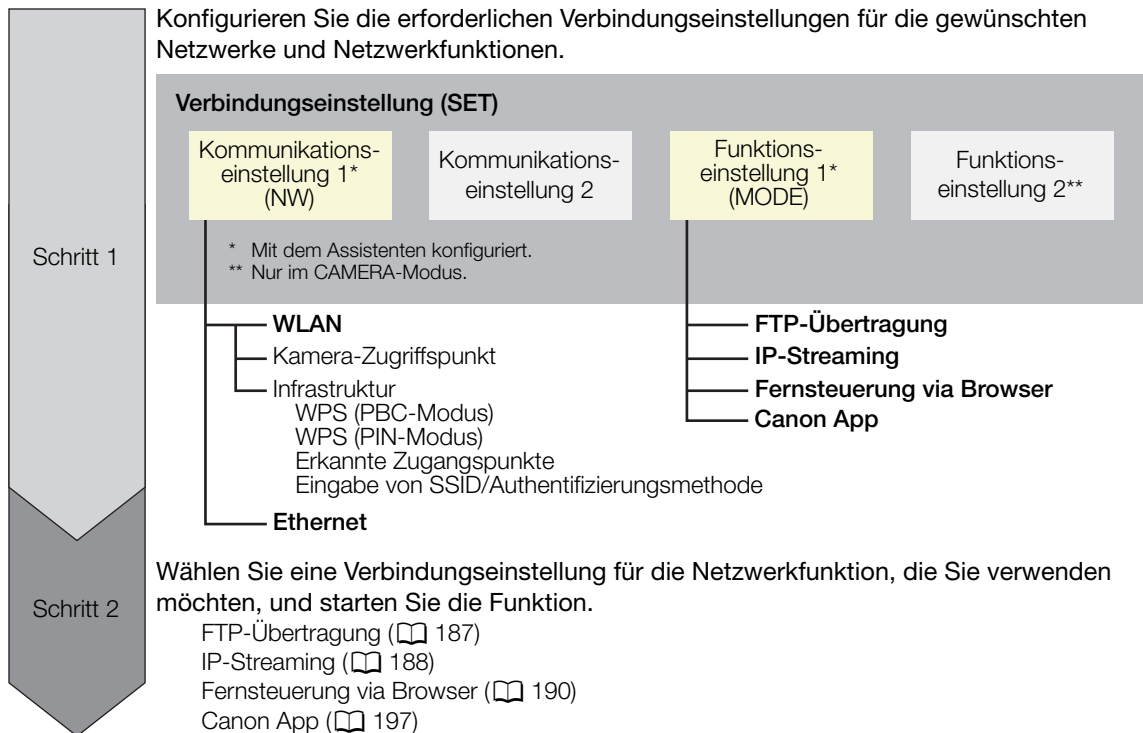 Konfigurieren Sie die erforderlichen Verbindungseinstellungen für die gewünschten
Netzwerke und Netzwerkfunktionen.
Schritt 1
Verbindungseinstellung (SET)
Kommunikations-
einstellung 1*
(NW)
Kommunikations-
einstellung 2
Funktions-
einstellung 1*
(MODE)
Funktions-
einstellung 2**
* Mit dem Assistenten konfiguriert.
** Nur im CAMERA-Modus.
WLAN
Kamera-Zugriffspunkt
Infrastruktur
WPS (PBC-Modus)
WPS (PIN-Modus)
Erkannte Zugangspunkte
Eingabe von SSID/Authentifizierungsmethode
Ethernet
FTP-Übertragung
IP-Streaming
Fernsteuerung via Browser
Canon App
Schritt 2
Wählen Sie eine Verbindungseinstellung für die Netzwerkfunktion, die Sie verwenden
möchten, und starten Sie die Funktion.
FTP-Übertragung (📖 187)
IP-Streaming (📖 188)
Fernsteuerung via Browser (📖 190)
Canon App (📖 197)